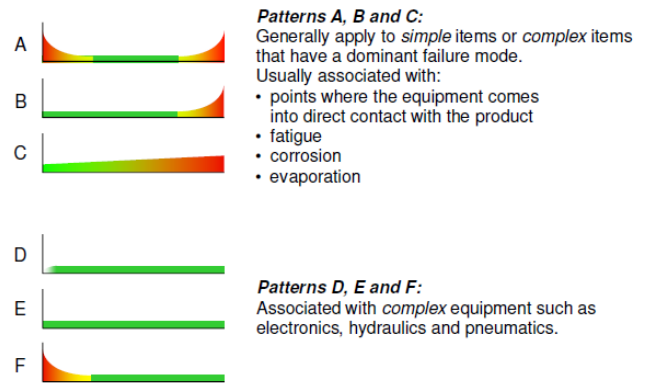 Patterns A, B and C:
A
Generally apply to simple items or complex items
that have a dominant failure mode.
Usually associated with:
B
• points where the equipment comes
into direct contact with the product
• fatigue
C
• corrosion
• evaporation
D
Patterns D, E and F:
E
Associated with complex equipment such as
electronics, hydraulics and pneumatics.
F